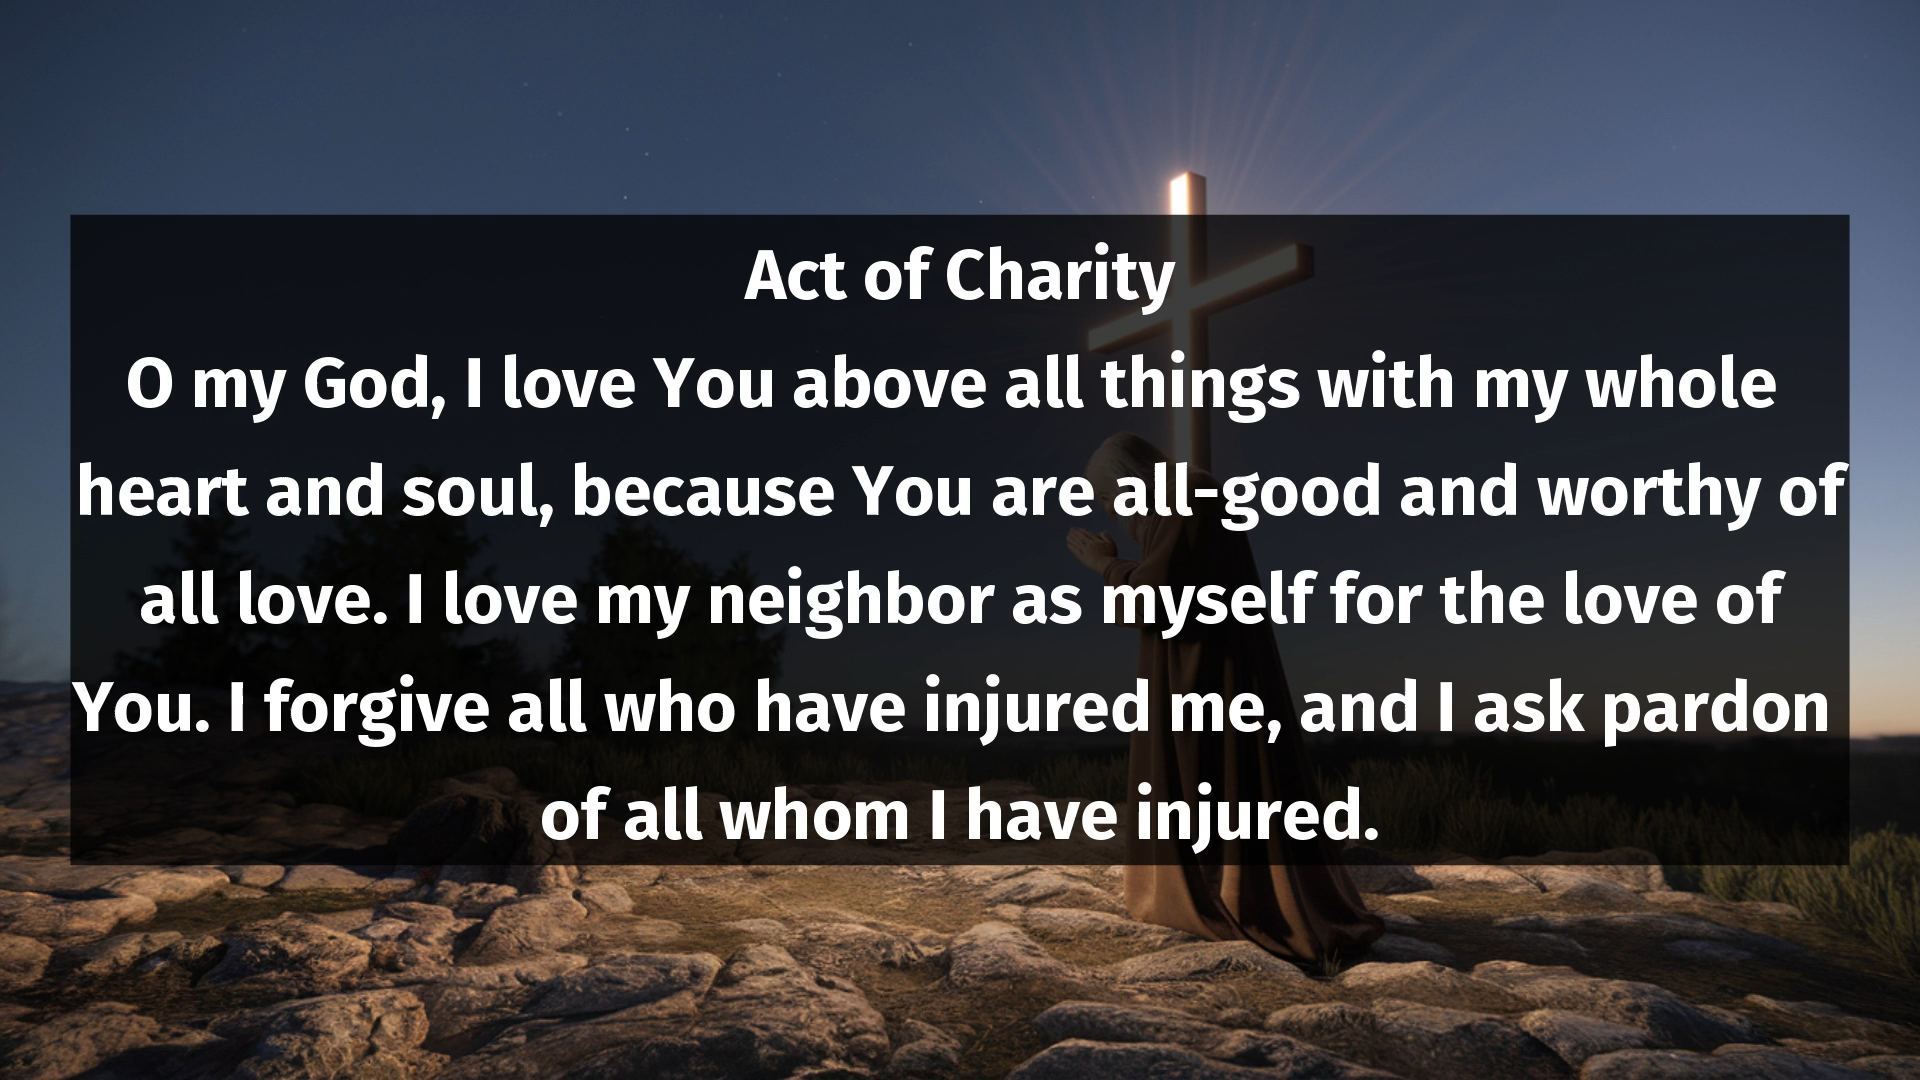 Act of Charity
O my God, I love You above all things with my whole
heart and soul, because You are all-good and worthy of
all love. I love my neighbor as myself for the love of
You. I forgive all who have injured me, and I ask pardon
of all whom I have injured.